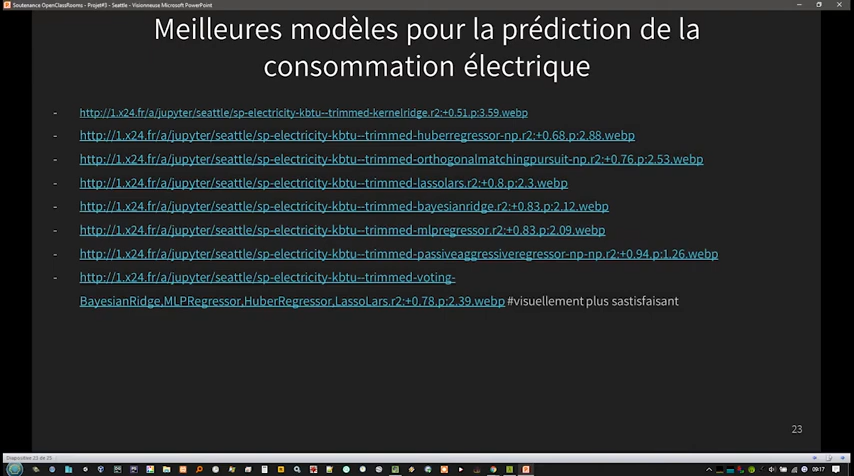 Soutenance OpenClassRooms - Projet#3 - Seattle - Visionneuse Microsoft PowerPoint
Meilleures modèles pour la prédiction de la
consommation électrique
- http://1.x24.fr/a/jupyter/seattle/sp-electricity-kbtu--trimmed-kernelridge.r2:+0.51.p:3.59.webp
- http://1.x24.fr/a/jupyter/seattle/sp-electricity-kbtu--trimmed-huberregressor-np.r2:+0.68.p:2.88.webp
- http://1.x24.fr/a/jupyter/seattle/sp-electricity-kbtu--trimmed-orthogonalmatchingpursuit-np.r2:+0.76.p:2.53.webp
- http://1.x24.fr/a/jupyter/seattle/sp-electricity-kbtu--trimmed-lassolars.r2:+0.8.p:2.3.webp
- http://1.x24.fr/a/jupyter/seattle/sp-electricity-kbtu--trimmed-bayesianridge.r2:+0.83.p:2.12.webp
- http://1.x24.fr/a/jupyter/seattle/sp-electricity-kbtu--trimmed-mlpregressor.r2:+0.83.p:2.09.webp
- http://1.x24.fr/a/jupyter/seattle/sp-electricity-kbtu--trimmed-passiveaggressiveregressor-np-np.r2:+0.94.p:1.26.webp
- http://1.x24.fr/a/jupyter/seattle/sp-electricity-kbtu--trimmed-voting-
BayesianRidge,MLPRegressor,HuberRegressor,LassoLars.r2:+0.78.p:2.39.webp #visuellement plus sastisfaisant
23
Diapositive 23 de 25
09:17